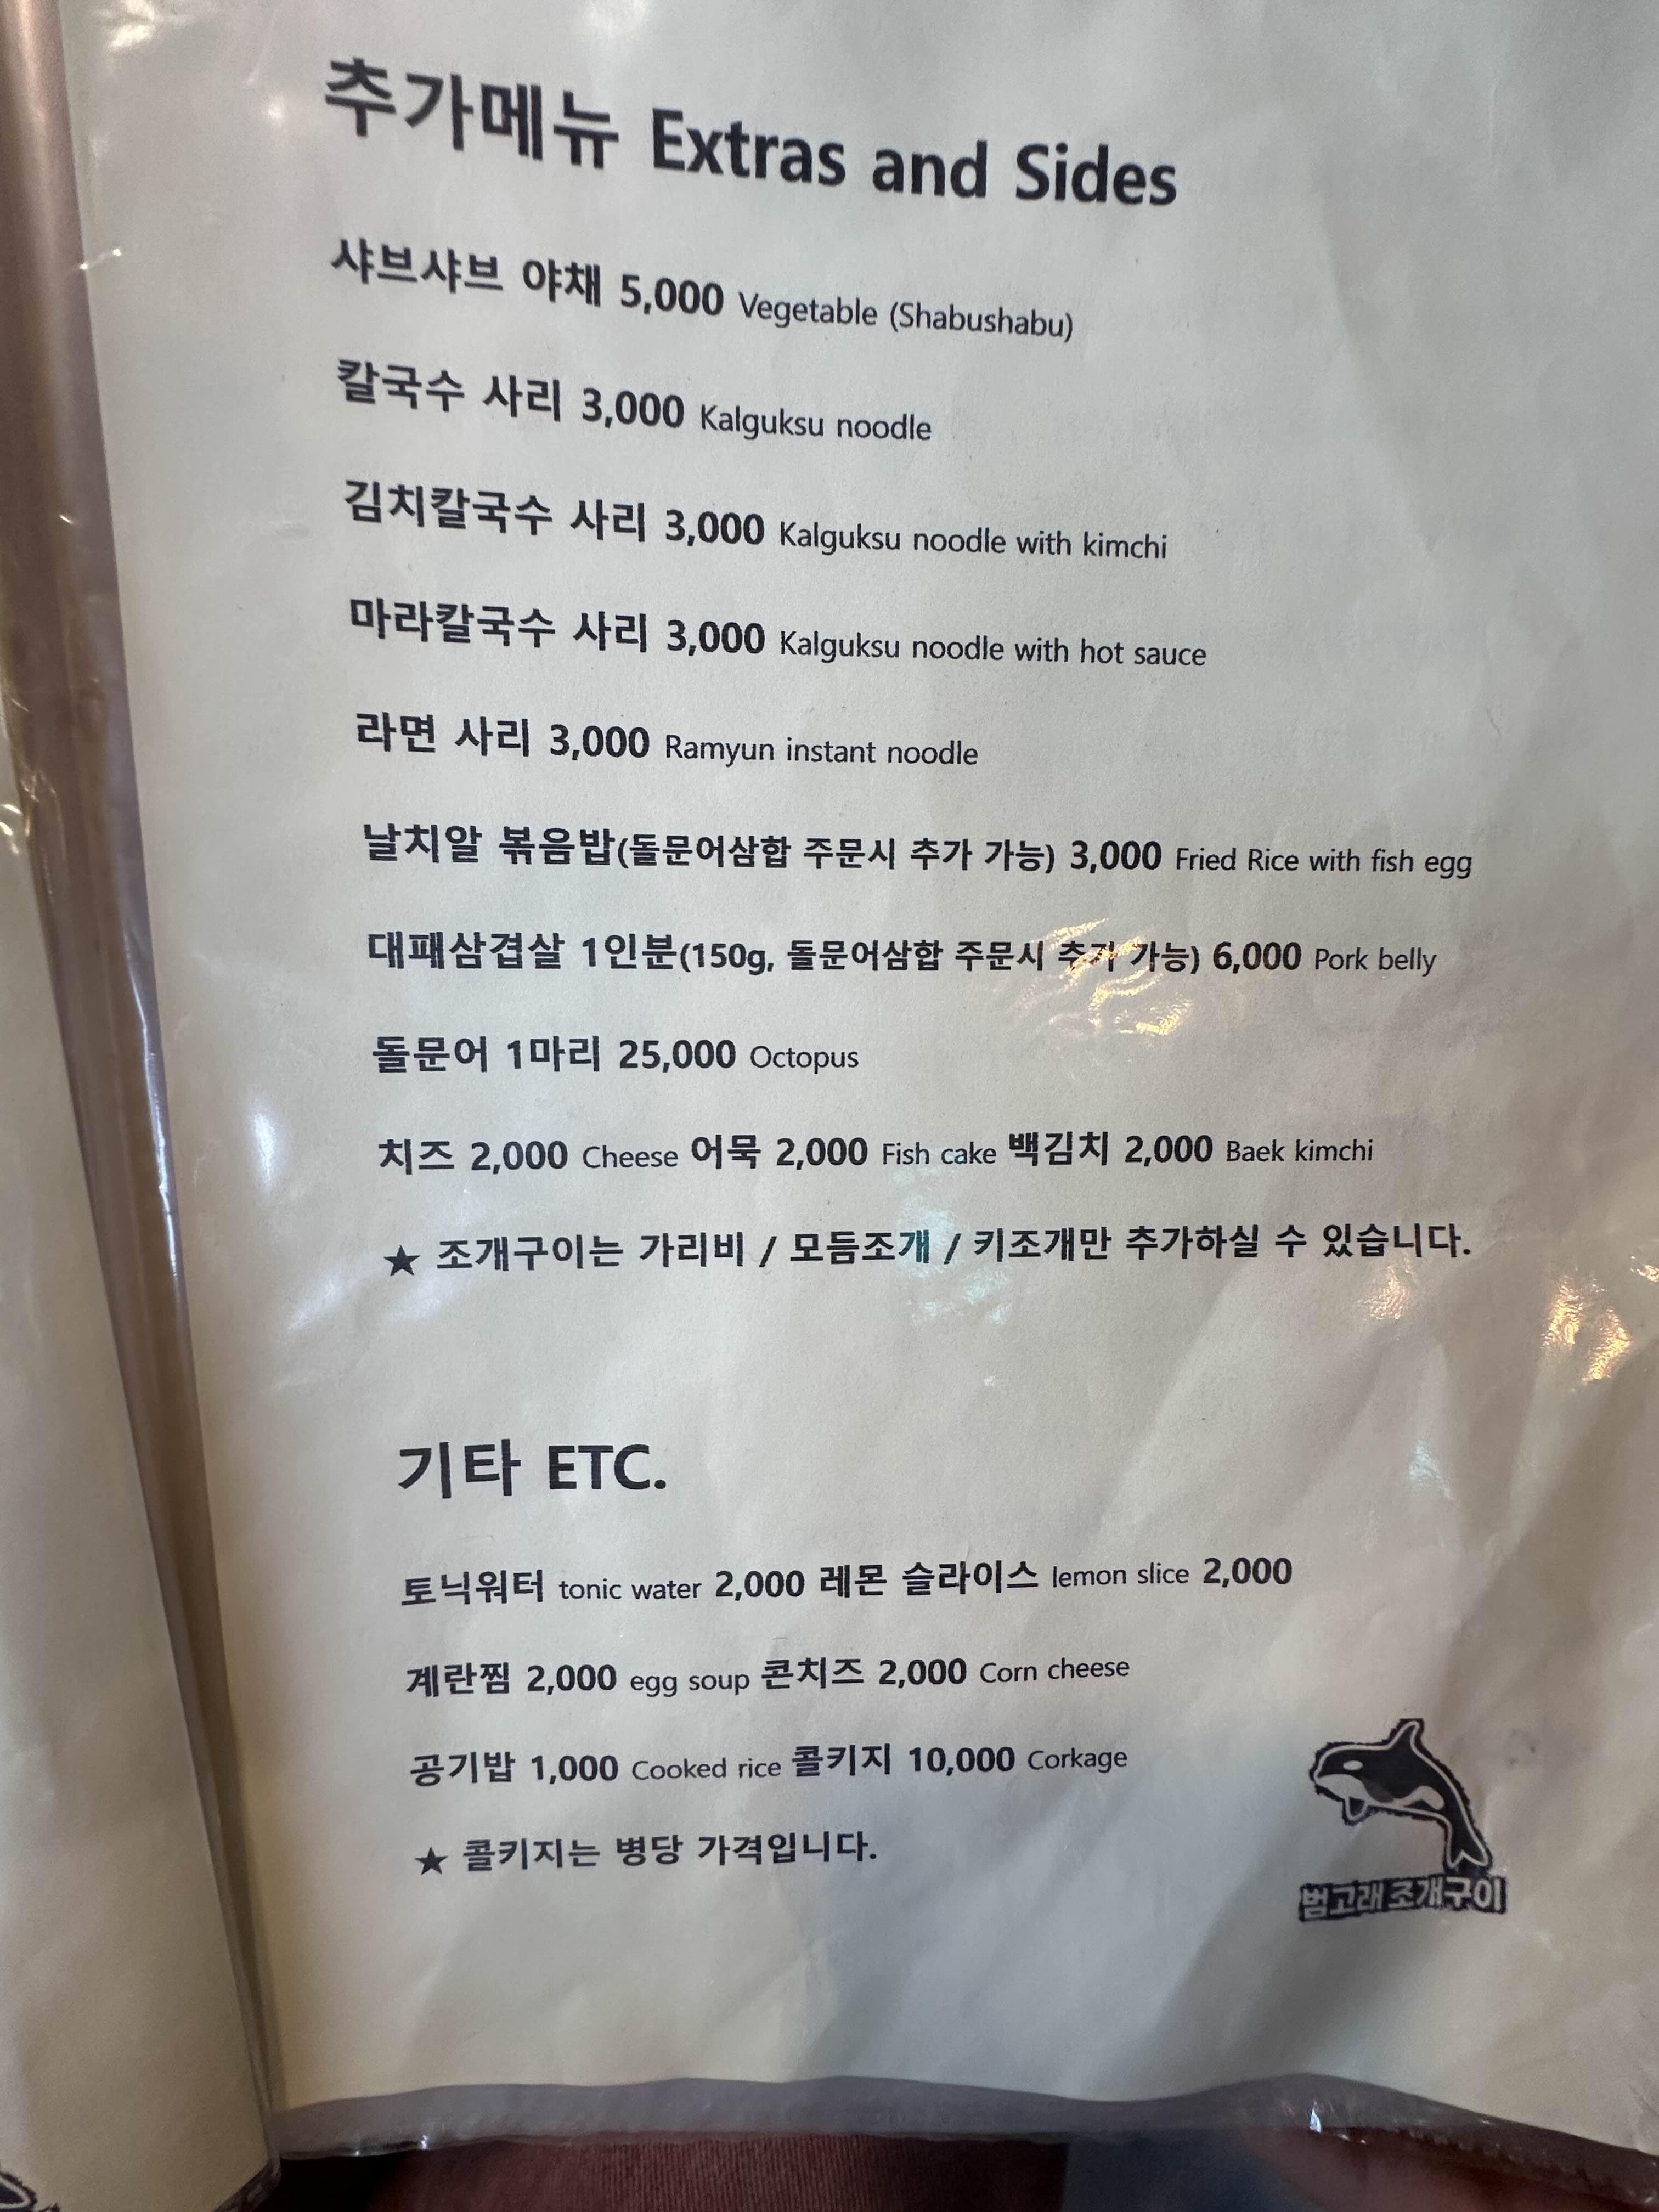 추가메뉴 Extras and Sides
샤브샤브 야채 5,000 Vegetable (Shabushabu)
칼국수 사리 3,000 Kalguksu noodle
김치칼국수 사리 3,000 Kalguksu noodle with kimchi
마라칼국수 사리 3,000 Kalguksu noodle with hot sauce
라면 사리 3,000 Ramyun instant noodle
날치알 볶음밥(돌문어삼합 주문시 추가 가능) 3,000 Fried Rice with fish egg
대패삼겹살 1인분(150g, 돌문어삼합 주문시 추가 가능) 6,000 Pork belly
돌문어 1마리 25,000 Octopus
치즈 2,000 Cheese 어묵 2,000 Fish cake 백김치 2,000 Baek kimchi
★ 조개구이는 가리비 / 모듬조개 / 키조개만 추가하실 수 있습니다.
기타 ETC.
토닉워터 tonic water 2,000 레몬 슬라이스 lemon slice 2,000
계란찜 2,000 egg soup 콘치즈 2,000 Corn cheese
공기밥 1,000 Cooked rice 콜키지 10,000 Corkage
★ 콜키지는 병당 가격입니다.
범고래조개구이